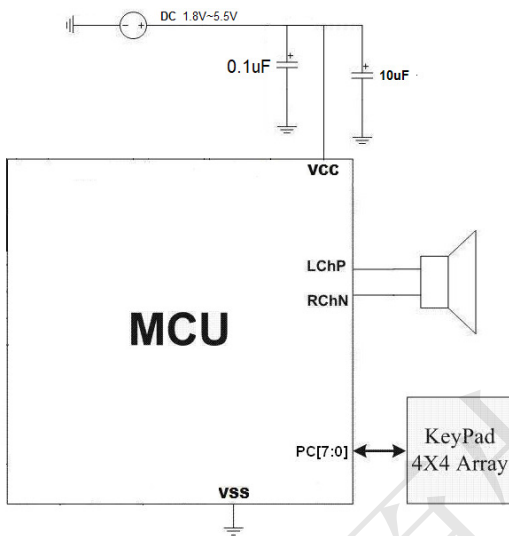 DC 1.8V~5.5V
0.1uF
10uF
VCC
LChP
RChN
MCU
PC[7:0]
KeyPad
4X4 Array
VSS